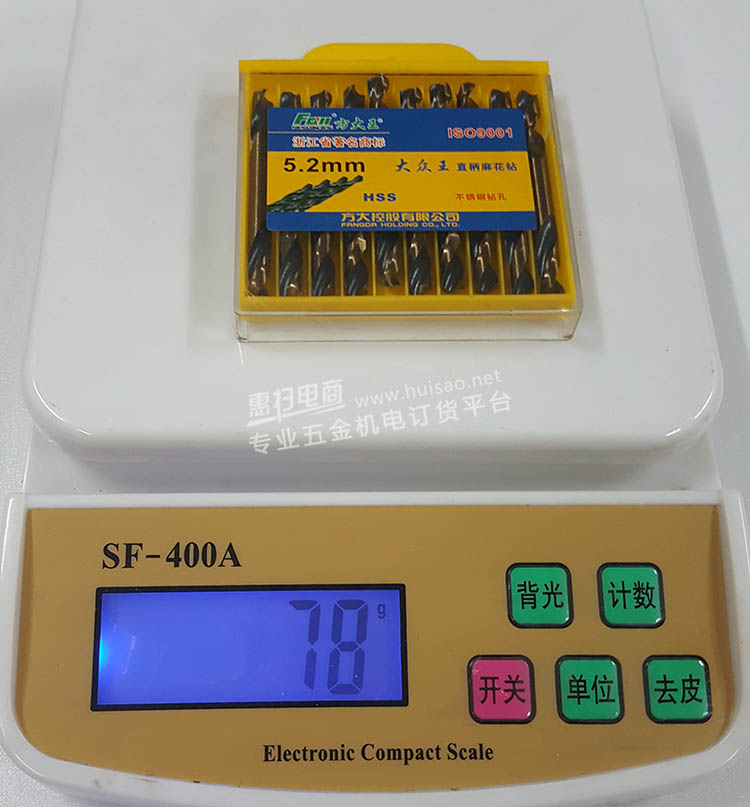 Fan 方大王
ISO9001
浙江省著名商标
5.2mm 大众王 直柄麻花钻
HSS 不锈钢钻孔
方大控股有限公司
FANGDA HOLDING CO., LTD.
惠扫电商 www.huisao.net
专业五金机电订货平台
SF-400A
背光 计数
78 g
开关 单位 去皮
Electronic Compact Scale